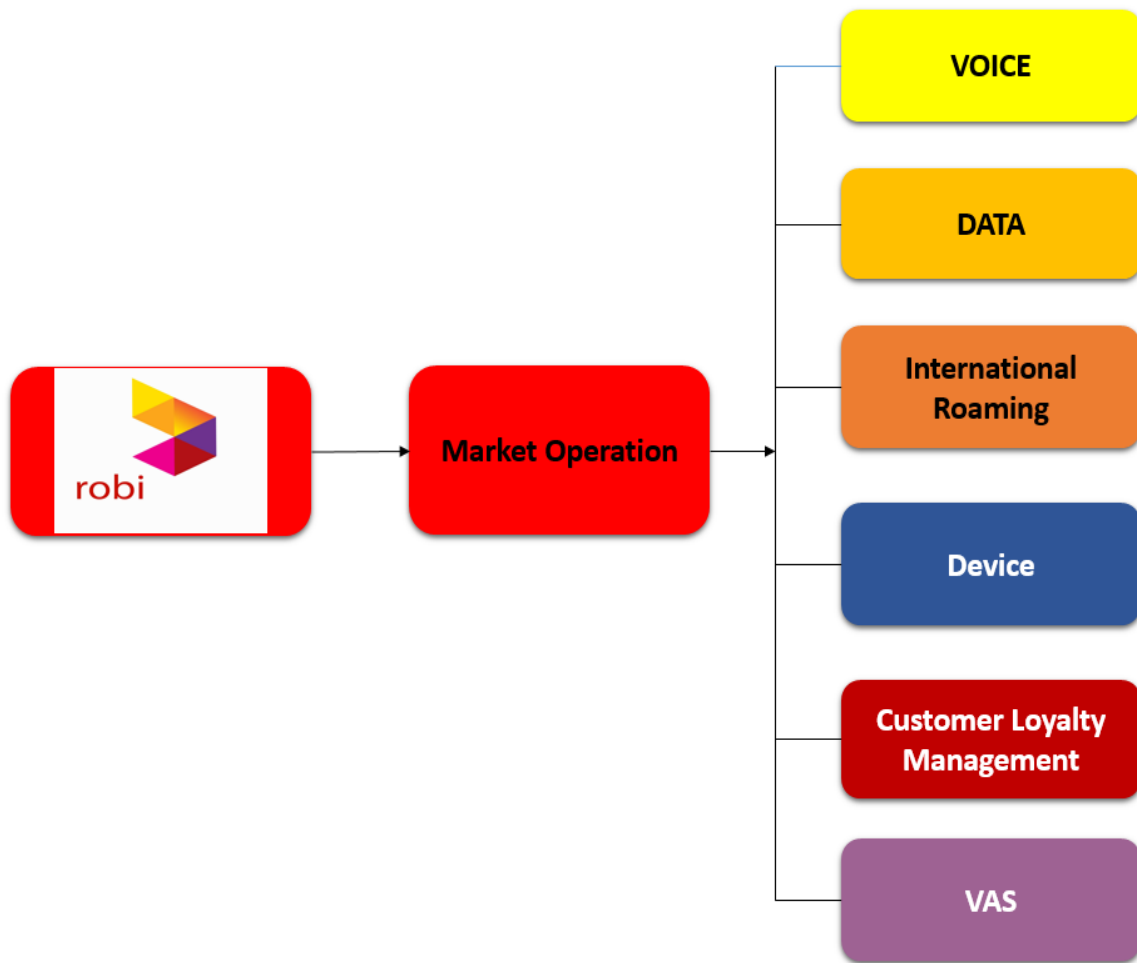 VOICE
DATA
International
Roaming
robi
Market Operation
Device
Customer Loyalty
Management
VAS